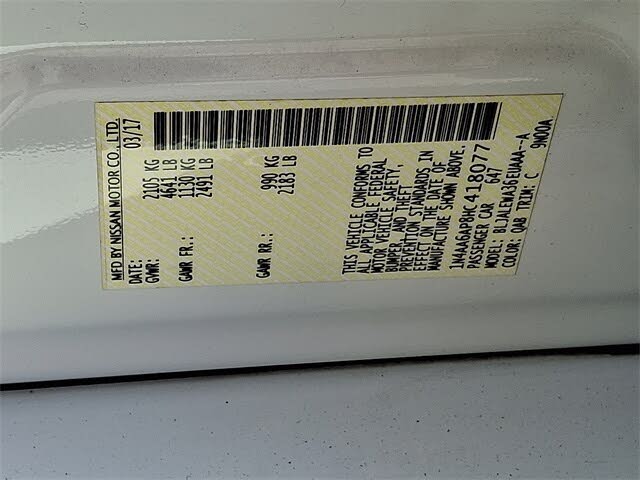 MFD BY NISSAN MOTOR CO., LTD.
DATE: 03/17
GVWR: 2105 KG
4641 LB
GAWR FR.: 1130 KG
2491 LB
GAWR RR.: 990 KG
2183 LB
THIS VEHICLE CONFORMS TO
ALL APPLICABLE FEDERAL
MOTOR VEHICLE SAFETY,
BUMPER, AND THEFT
PREVENTION STANDARDS IN
EFFECT ON THE DATE OF
MANUFACTURE SHOWN ABOVE.
1N4AA6AP8HC418077
PASSENGER CAR 647
MODEL: BLJALEWA36EUAAA--A
COLOR: QAB TRIM: C 9N00A